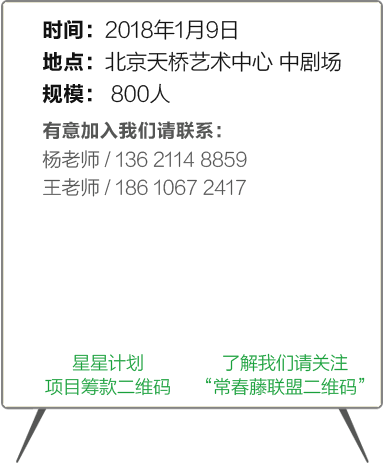 时间：2018年1月9日
地点：北京天桥艺术中心 中剧场
规模： 800人
有意加入我们请联系：
杨老师 / 136 2114 8859
王老师 / 186 1067 2417
星星计划
项目筹款二维码
了解我们请关注
“常春藤联盟二维码”